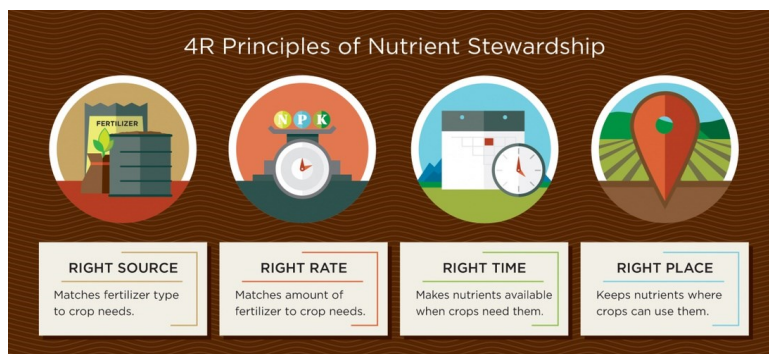 4R Principles of Nutrient Stewardship
FERTILIZER
N P K
RIGHT SOURCE
Matches fertilizer type
to crop needs.
RIGHT RATE
Matches amount of
fertilizer to crop needs.
RIGHT TIME
Makes nutrients available
when crops need them.
RIGHT PLACE
Keeps nutrients where
crops can use them.